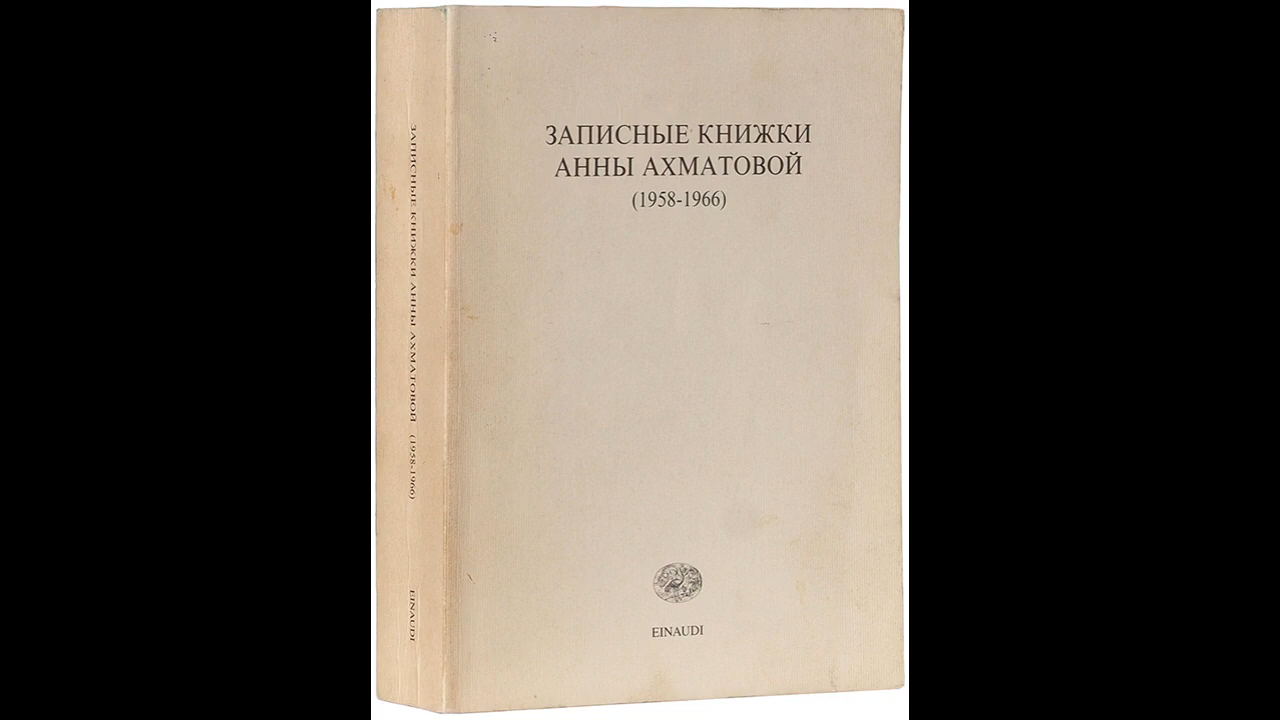 ЗАПИСНЫЕ КНИЖКИ
АННЫ АХМАТОВОЙ
(1958-1966)
EINAUDI
ЗАПИСНЫЕ КНИЖКИ АННЫ АХМАТОВОЙ (1958-1966)
EINAUDI